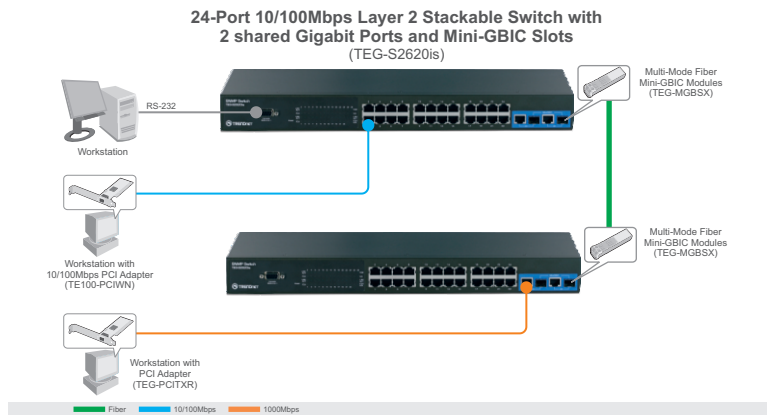 24-Port 10/100Mbps Layer 2 Stackable Switch with
2 shared Gigabit Ports and Mini-GBIC Slots
(TEG-S2620is)
RS-232
Workstation
TRENDnet
Multi-Mode Fiber
Mini-GBIC Modules
(TEG-MGBSX)
Workstation with
10/100Mbps PCI Adapter
(TE100-PCIWN)
TRENDnet
Multi-Mode Fiber
Mini-GBIC Modules
(TEG-MGBSX)
Workstation with
PCI Adapter
(TEG-PCITXR)
Fiber
10/100Mbps
1000Mbps